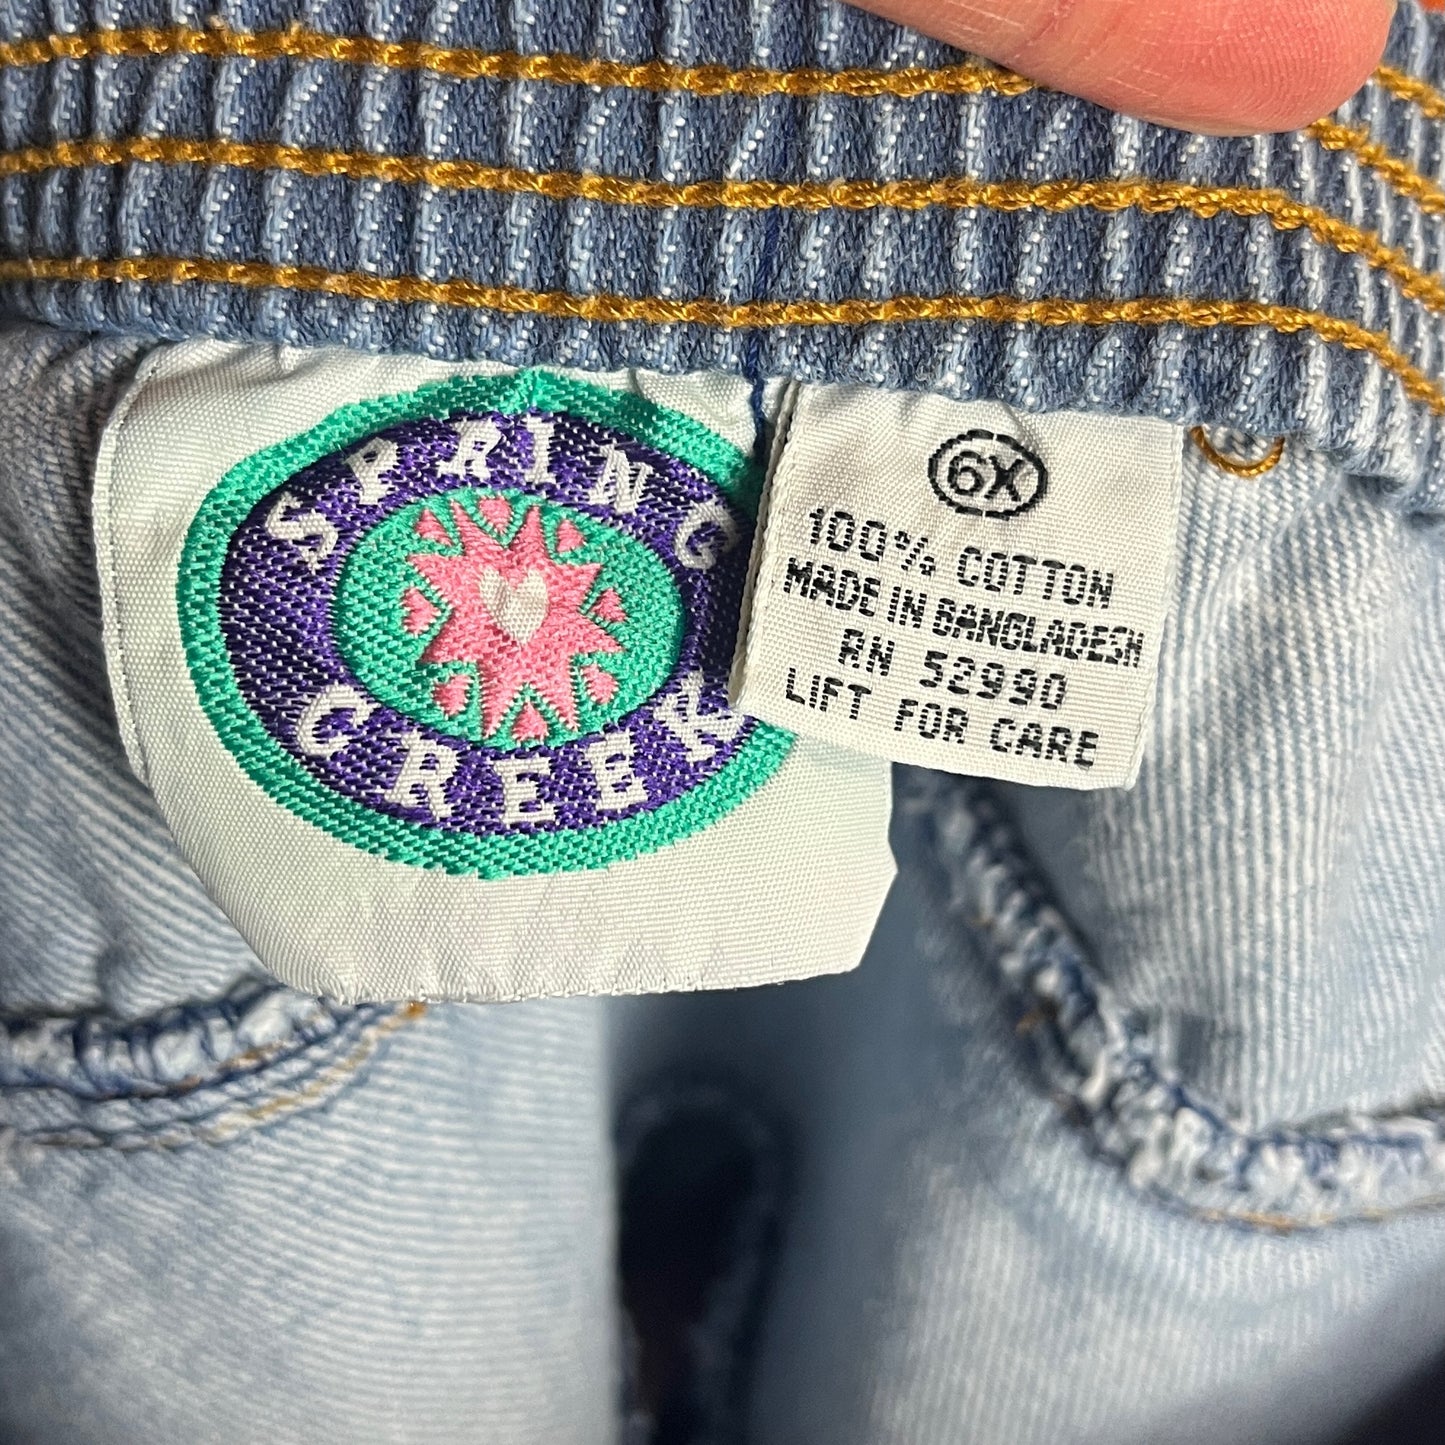 SPRING
CREEK
6X
100% COTTON
MADE IN BANGLADESH
RN 52990
LIFT FOR CARE